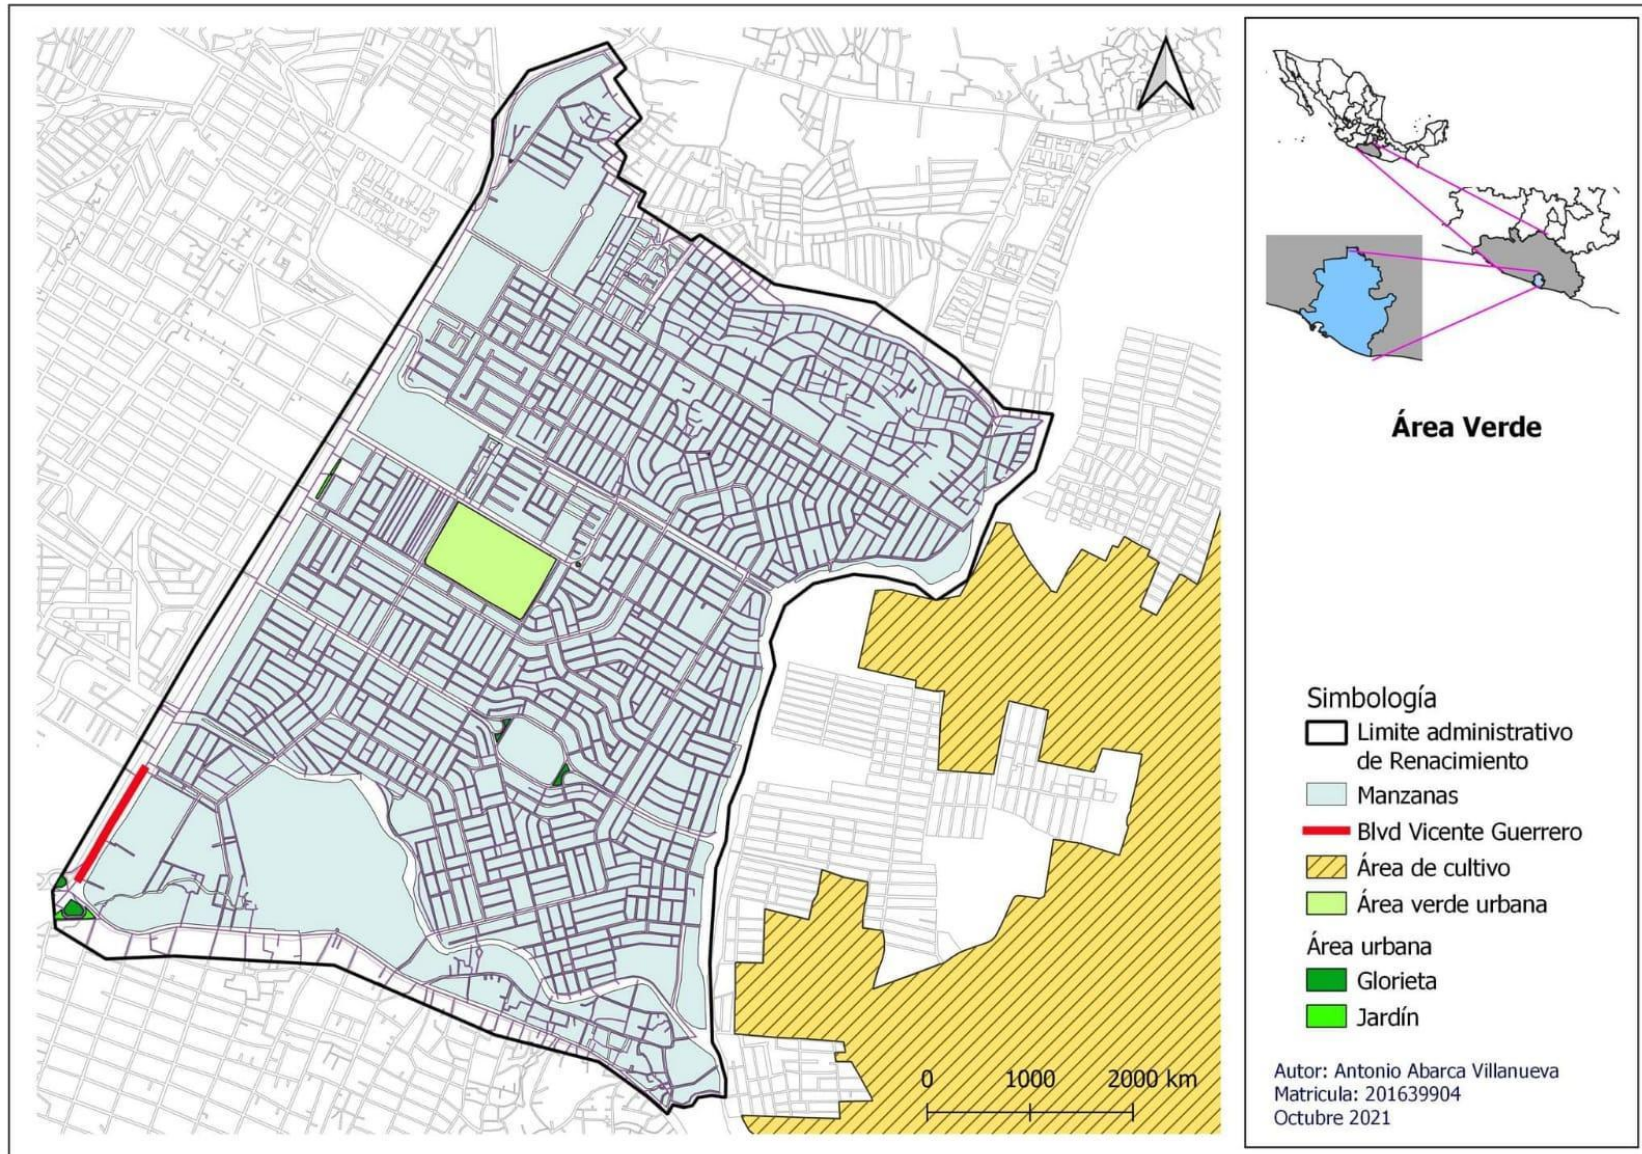 Área Verde
Simbología
Limite administrativo
de Renacimiento
Manzanas
Blvd Vicente Guerrero
Área de cultivo
Área verde urbana
Área urbana
Glorieta
Jardín
0 1000 2000 km
Autor: Antonio Abarca Villanueva
Matricula: 201639904
Octubre 2021